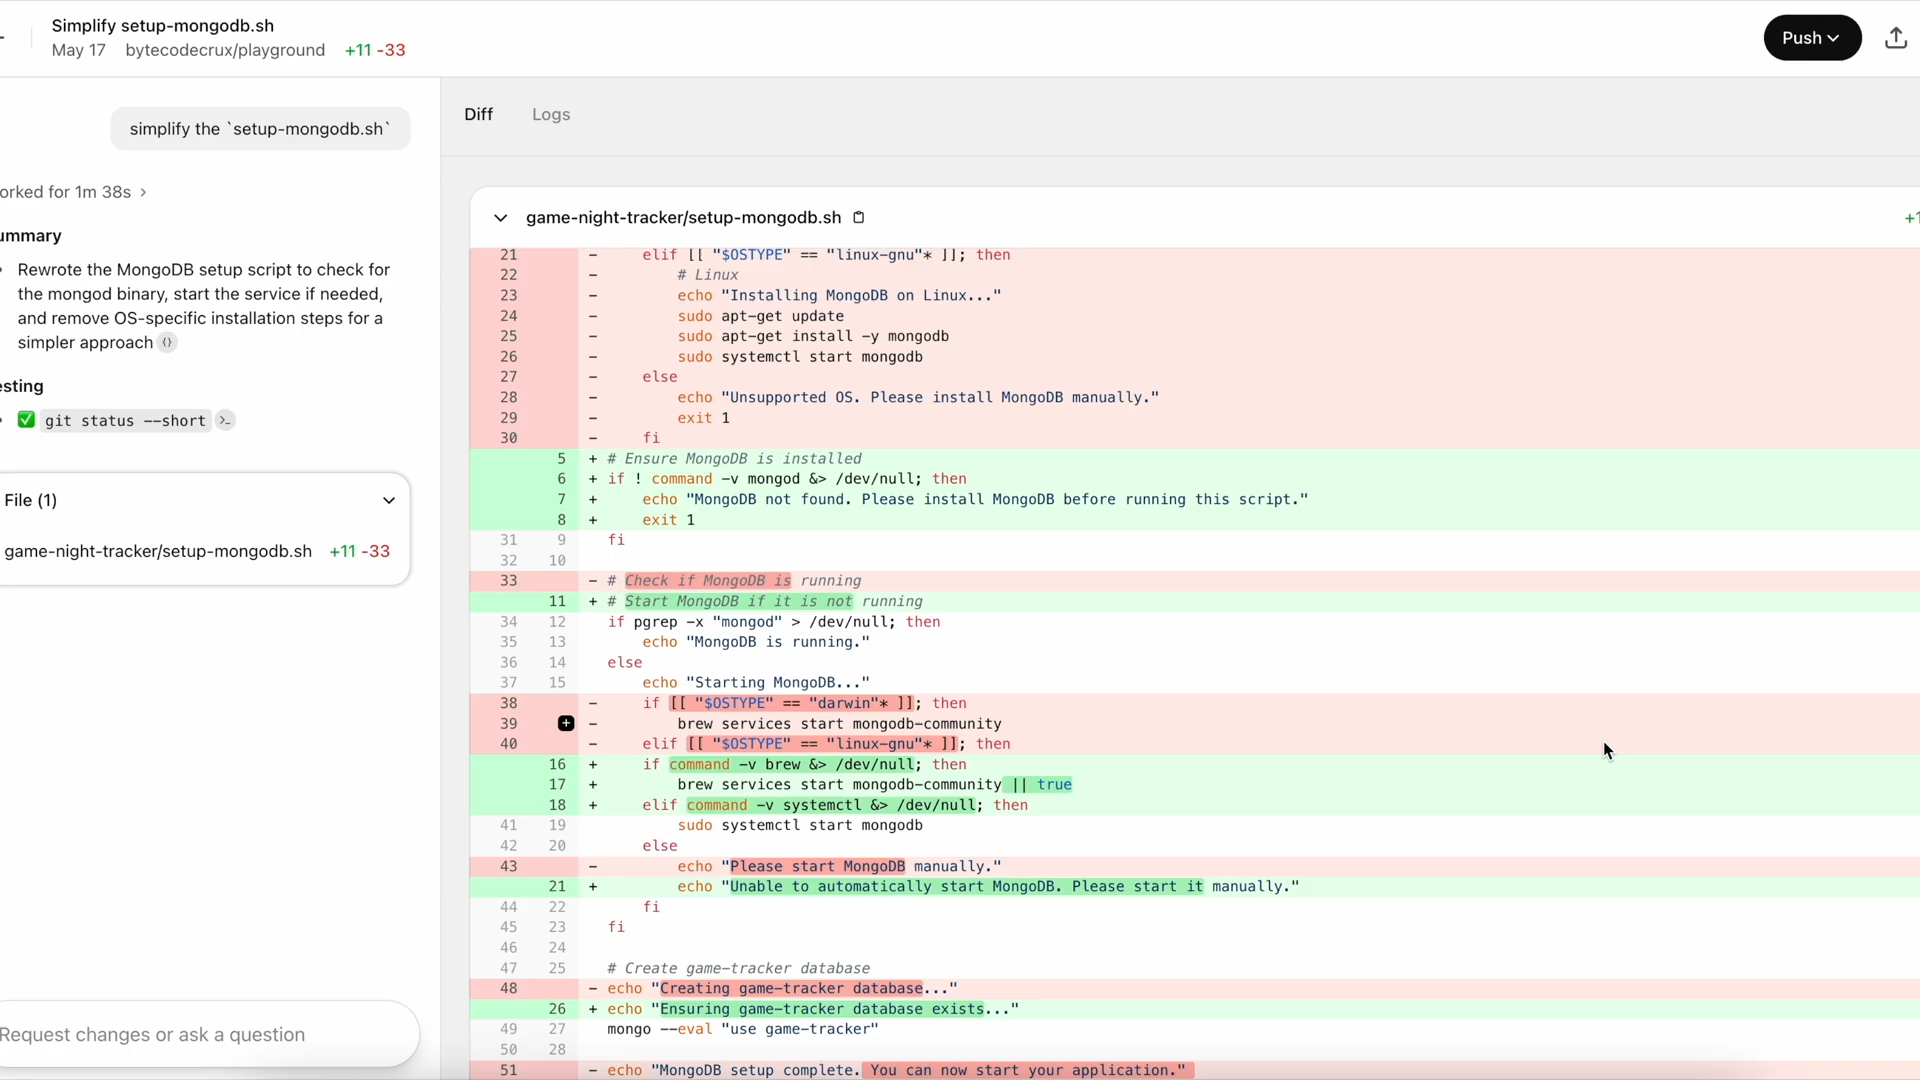 Simplify setup-mongodb.sh
May 17 bytecodecrux/playground +11 -33
Push
simplify the `setup-mongodb.sh`
orked for 1m 38s
ummary
Rewrote the MongoDB setup script to check for
the mongod binary, start the service if needed,
and remove OS-specific installation steps for a
simpler approach
esting
✅ git status --short
File (1)
game-night-tracker/setup-mongodb.sh +11 -33
Request changes or ask a question
Diff Logs
game-night-tracker/setup-mongodb.sh +1
21 - elif [[ "$OSTYPE" == "linux-gnu"* ]]; then
22 - # Linux
23 - echo "Installing MongoDB on Linux..."
24 - sudo apt-get update
25 - sudo apt-get install -y mongodb
26 - sudo systemctl start mongodb
27 - else
28 - echo "Unsupported OS. Please install MongoDB manually."
29 - exit 1
30 - fi
5 + # Ensure MongoDB is installed
6 + if ! command -v mongod &> /dev/null; then
7 + echo "MongoDB not found. Please install MongoDB before running this script."
8 + exit 1
31 9 fi
32 10
33 - # Check if MongoDB is running
11 + # Start MongoDB if it is not running
34 12 if pgrep -x "mongod" > /dev/null; then
35 13 echo "MongoDB is running."
36 14 else
37 15 echo "Starting MongoDB..."
38 - if [[ "$OSTYPE" == "darwin"* ]]; then
39 + - brew services start mongodb-community
40 - elif [[ "$OSTYPE" == "linux-gnu"* ]]; then
16 + if command -v brew &> /dev/null; then
17 + brew services start mongodb-community || true
18 + elif command -v systemctl &> /dev/null; then
41 19 sudo systemctl start mongodb
42 20 else
43 - echo "Please start MongoDB manually."
21 + echo "Unable to automatically start MongoDB. Please start it manually."
44 22 fi
45 23 fi
46 24
47 25 # Create game-tracker database
48 - echo "Creating game-tracker database..."
26 + echo "Ensuring game-tracker database exists..."
49 27 mongo --eval "use game-tracker"
50 28
51 - echo "MongoDB setup complete. You can now start your application."